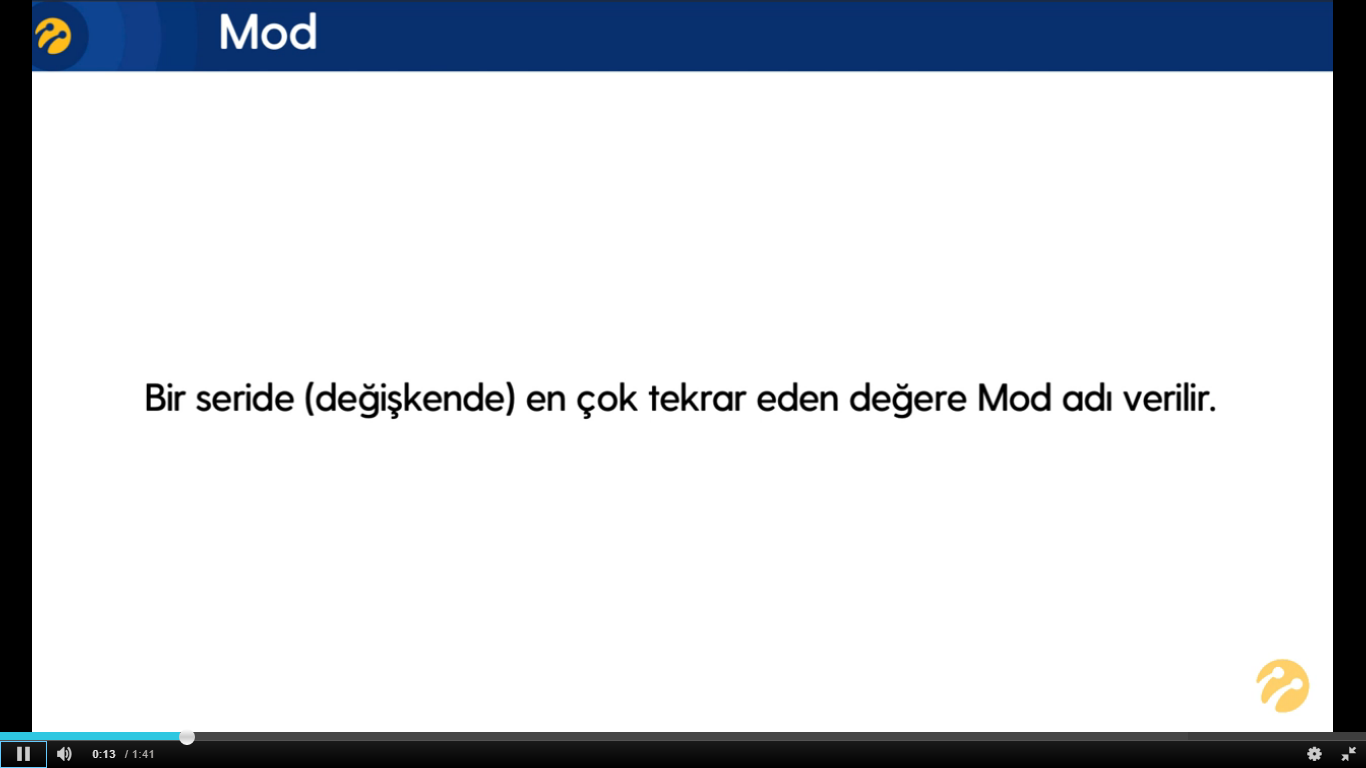 Mod
Bir seride (değişkende) en çok tekrar eden değere Mod adı verilir.
0:13 / 1:41